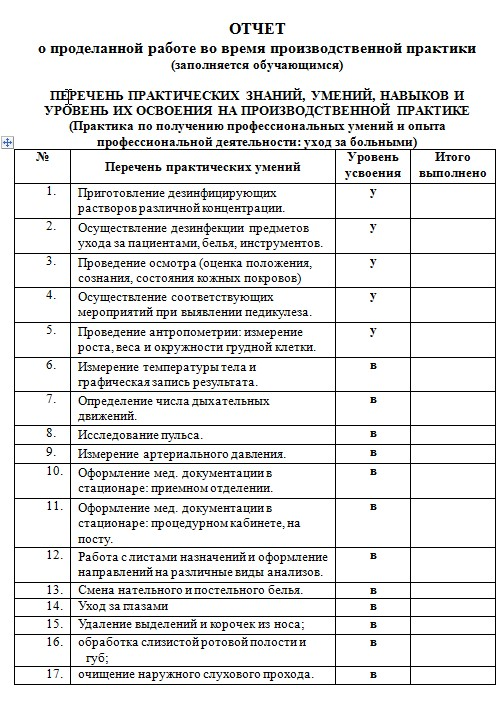 ОТЧЕТ
о проделанной работе во время производственной практики
(заполняется обучающимся)
ПЕРЕЧЕНЬ ПРАКТИЧЕСКИХ ЗНАНИЙ, УМЕНИЙ, НАВЫКОВ И
УРОВЕНЬ ИХ ОСВОЕНИЯ НА ПРОИЗВОДСТВЕННОЙ ПРАКТИКЕ
(Практика по получению профессиональных умений и опыта
профессиональной деятельности: уход за больными)
№ Перечень практических умений Уровень усвоения Итого выполнено
1. Приготовление дезинфицирующих у
растворов различной концентрации.
2. Осуществление дезинфекции предметов у
ухода за пациентами, белья, инструментов.
3. Проведение осмотра (оценка положения, у
сознания, состояния кожных покровов)
4. Осуществление соответствующих у
мероприятий при выявлении педикулеза.
5. Проведение антропометрии: измерение у
роста, веса и окружности грудной клетки.
6. Измерение температуры тела и в
графическая запись результата.
7. Определение числа дыхательных в
движений.
8. Исследование пульса. в
9. Измерение артериального давления. в
10. Оформление мед. документации в в
стационаре: приемном отделении.
11. Оформление мед. документации в в
стационаре: процедурном кабинете, на
посту.
12. Работа с листами назначений и оформление в
направлений на различные виды анализов.
13. Смена нательного и постельного белья. в
14. Уход за глазами в
15. Удаление выделений и корочек из носа; в
16. обработка слизистой ротовой полости и в
губ;
17. очищение наружного слухового прохода. в